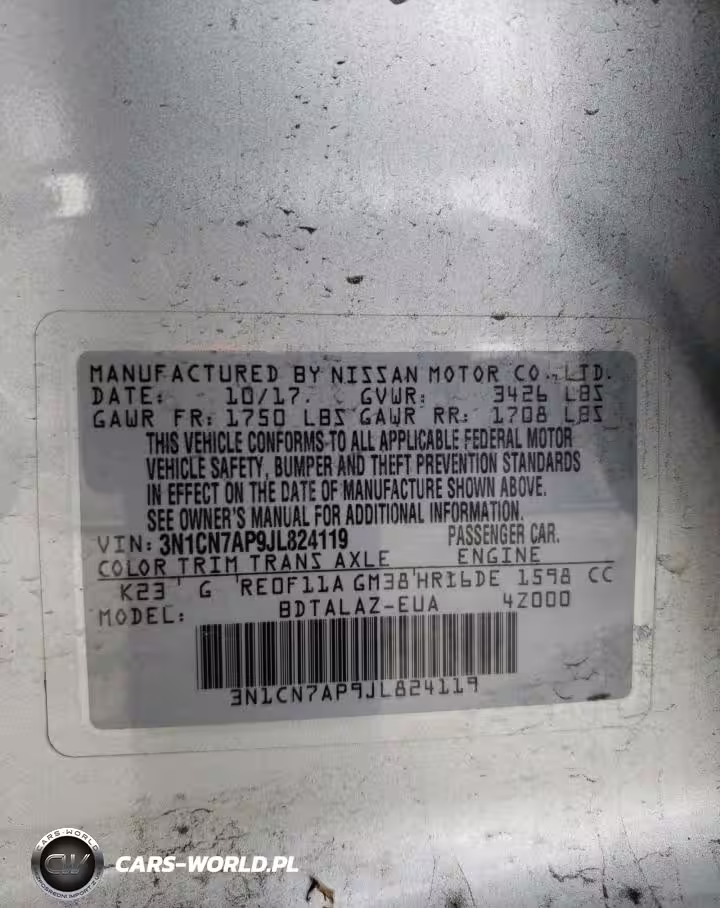 MANUFACTURED BY NISSAN MOTOR CO., LTD.
DATE: 10/17. GVWR: 3426 LBS
GAWR FR: 1750 LBS GAWR RR: 1708 LBS
THIS VEHICLE CONFORMS TO ALL APPLICABLE FEDERAL MOTOR
VEHICLE SAFETY, BUMPER AND THEFT PREVENTION STANDARDS
IN EFFECT ON THE DATE OF MANUFACTURE SHOWN ABOVE.
SEE OWNER'S MANUAL FOR ADDITIONAL INFORMATION.
VIN: 3N1CN7AP9JL824119 PASSENGER CAR.
COLOR TRIM TRANS AXLE ENGINE
K23 G RE0F11A GM38 HR16DE 1598 CC
MODEL: BDTALAZ-EUA 4Z000
3N1CN7AP9JL824119
CARS-WORLD
CW
CARS-WORLD.PL